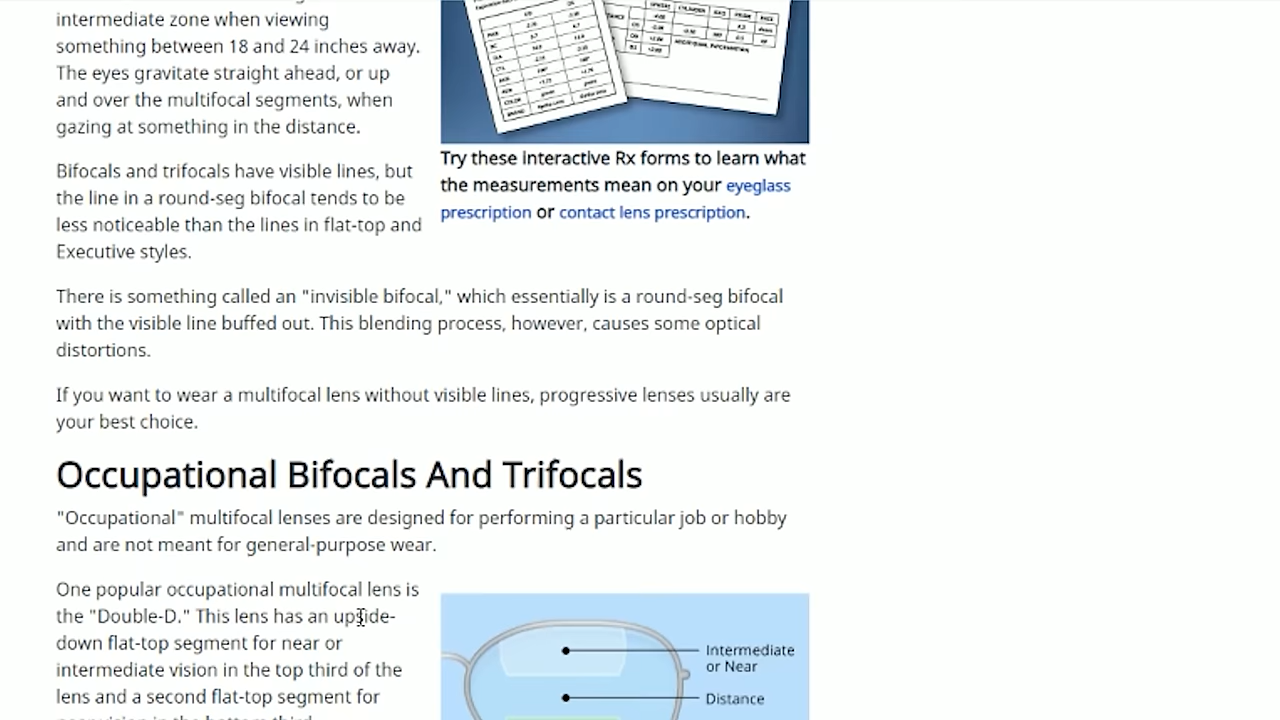 intermediate zone when viewing
something between 18 and 24 inches away.
The eyes gravitate straight ahead, or up
and over the multifocal segments, when
gazing at something in the distance.
Bifocals and trifocals have visible lines, but
the line in a round-seg bifocal tends to be
less noticeable than the lines in flat-top and
Executive styles.
Try these interactive Rx forms to learn what
the measurements mean on your eyeglass
prescription or contact lens prescription.
There is something called an "invisible bifocal," which essentially is a round-seg bifocal
with the visible line buffed out. This blending process, however, causes some optical
distortions.
If you want to wear a multifocal lens without visible lines, progressive lenses usually are
your best choice.
Occupational Bifocals And Trifocals
"Occupational" multifocal lenses are designed for performing a particular job or hobby
and are not meant for general-purpose wear.
One popular occupational multifocal lens is
the "Double-D." This lens has an upside-
down flat-top segment for near or
intermediate vision in the top third of the
lens and a second flat-top segment for
near vision in the bottom third.
Intermediate
or Near
Distance